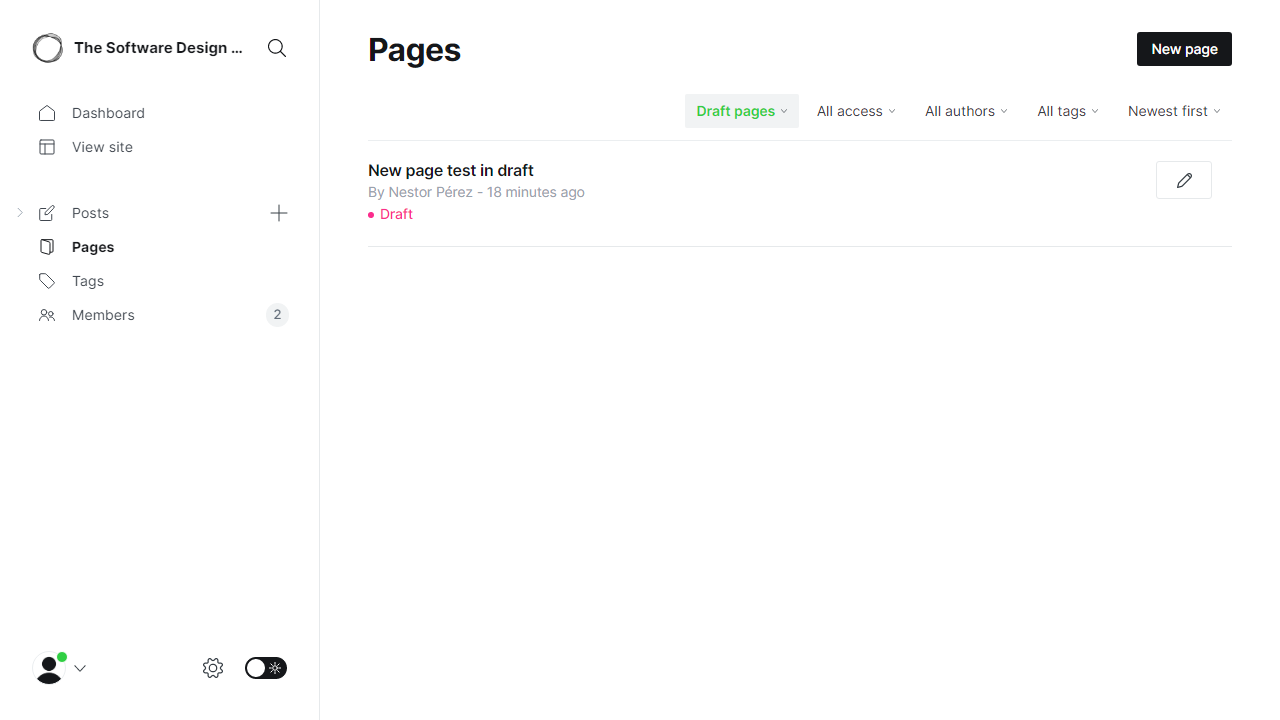 The Software Design ...
Dashboard
View site
Posts
Pages
Tags
Members 2
Pages
New page
Draft pages All access All authors All tags Newest first
New page test in draft
By Nestor Pérez - 18 minutes ago
Draft